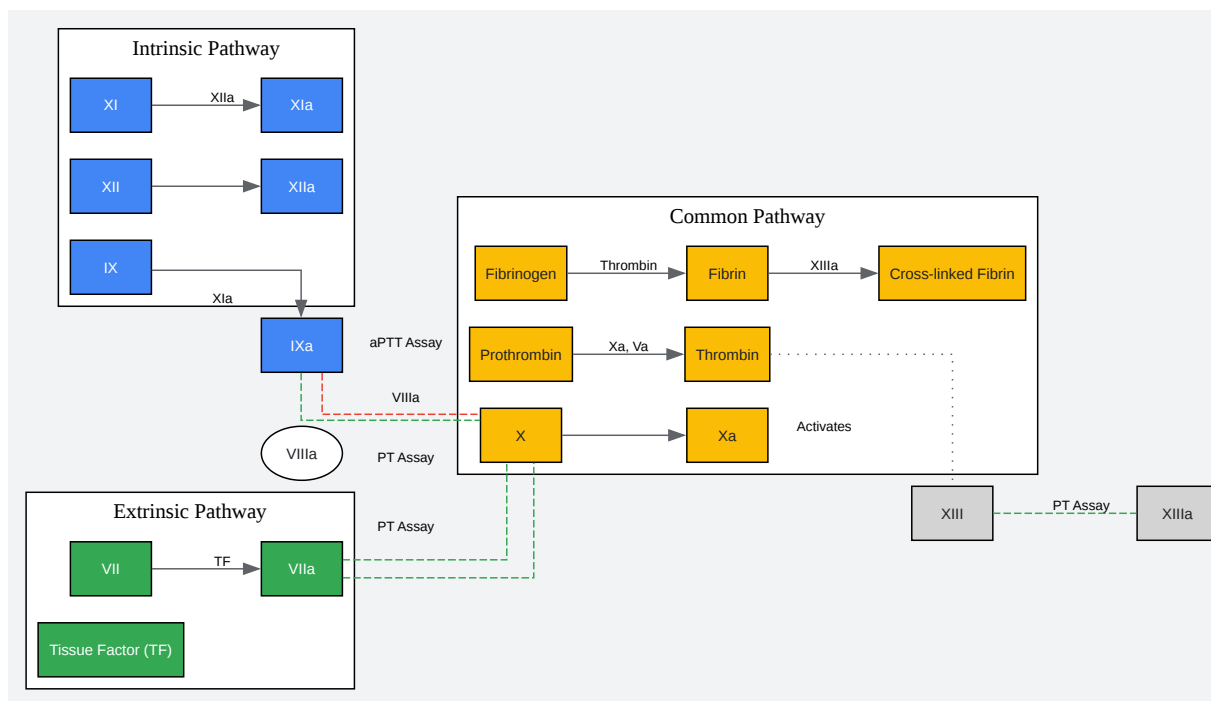 Intrinsic Pathway
XI
XIIa
XIa
XII
XIIa
IX
XIa
IXa
aPTT Assay
VIIIa
VIIIa
PT Assay
Common Pathway
Fibrinogen
Thrombin
Fibrin
XIIIa
Cross-linked Fibrin
Prothrombin
Xa, Va
Thrombin
X
Xa
Activates
Extrinsic Pathway
PT Assay
VII
TF
VIIa
Tissue Factor (TF)
XIII
PT Assay
XIIIa